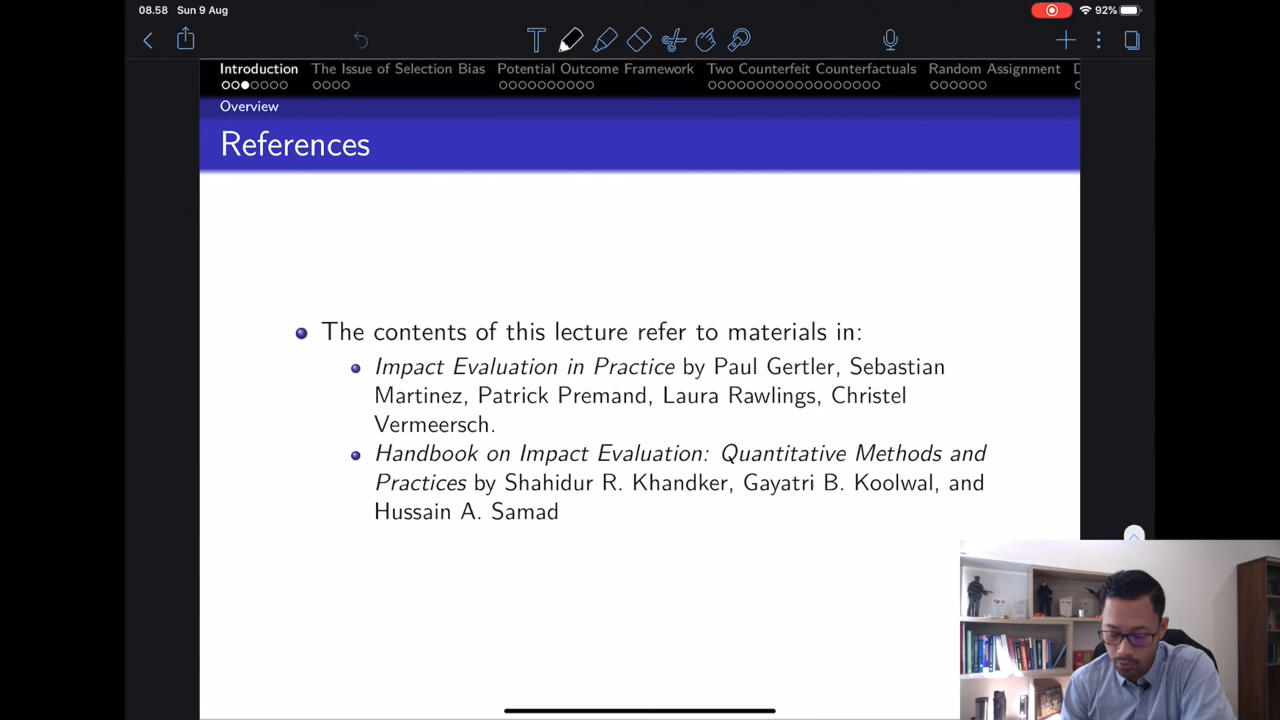 08.58 Sun 9 Aug
92%
Introduction The Issue of Selection Bias Potential Outcome Framework Two Counterfeit Counterfactuals Random Assignment
Overview
References
The contents of this lecture refer to materials in:
Impact Evaluation in Practice by Paul Gertler, Sebastian
Martinez, Patrick Premand, Laura Rawlings, Christel
Vermeersch.
Handbook on Impact Evaluation: Quantitative Methods and
Practices by Shahidur R. Khandker, Gayatri B. Koolwal, and
Hussain A. Samad